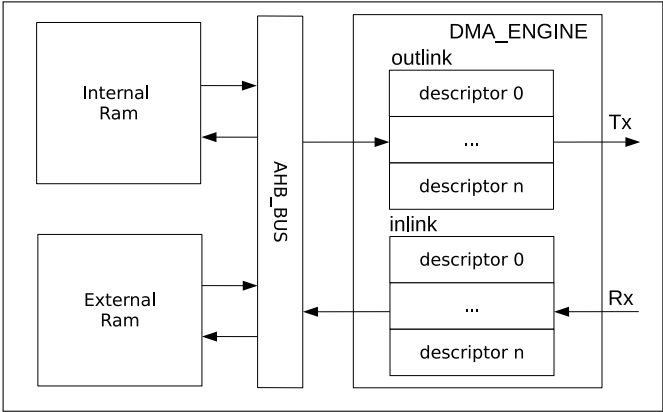 DMA_ENGINE
outlink
Internal
Ram
descriptor 0
...
descriptor n
Tx
AHB_BUS
inlink
External
Ram
descriptor 0
...
descriptor n
Rx